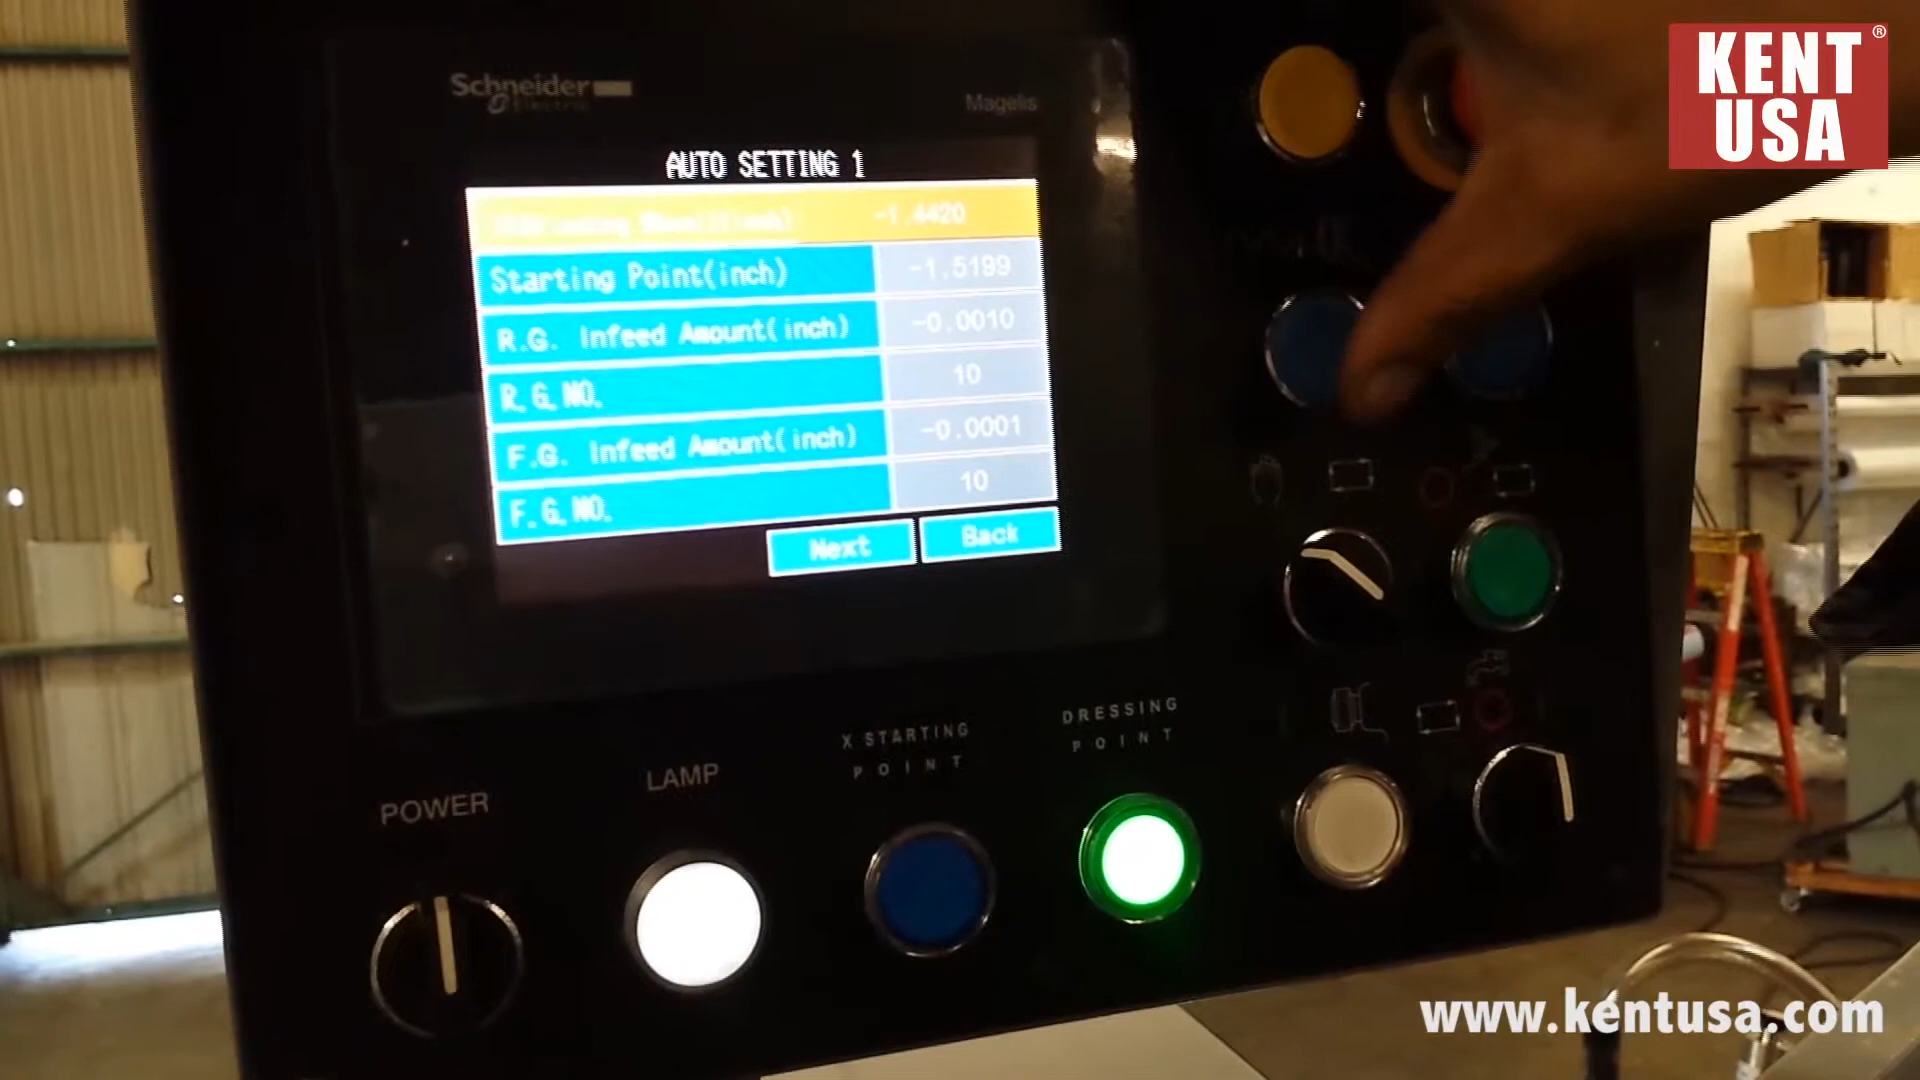 KENT®
USA
Schneider
Electric
Magelis
AUTO SETTING 1
-1.4420
Starting Point(inch) -1.5199
R.G. Infeed Amount(inch) -0.0010
R.G.NO. 10
F.G. Infeed Amount(inch) -0.0001
F.G.NO. 10
Next Back
POWER
LAMP
X STARTING
POINT
DRESSING
POINT
www.kentusa.com